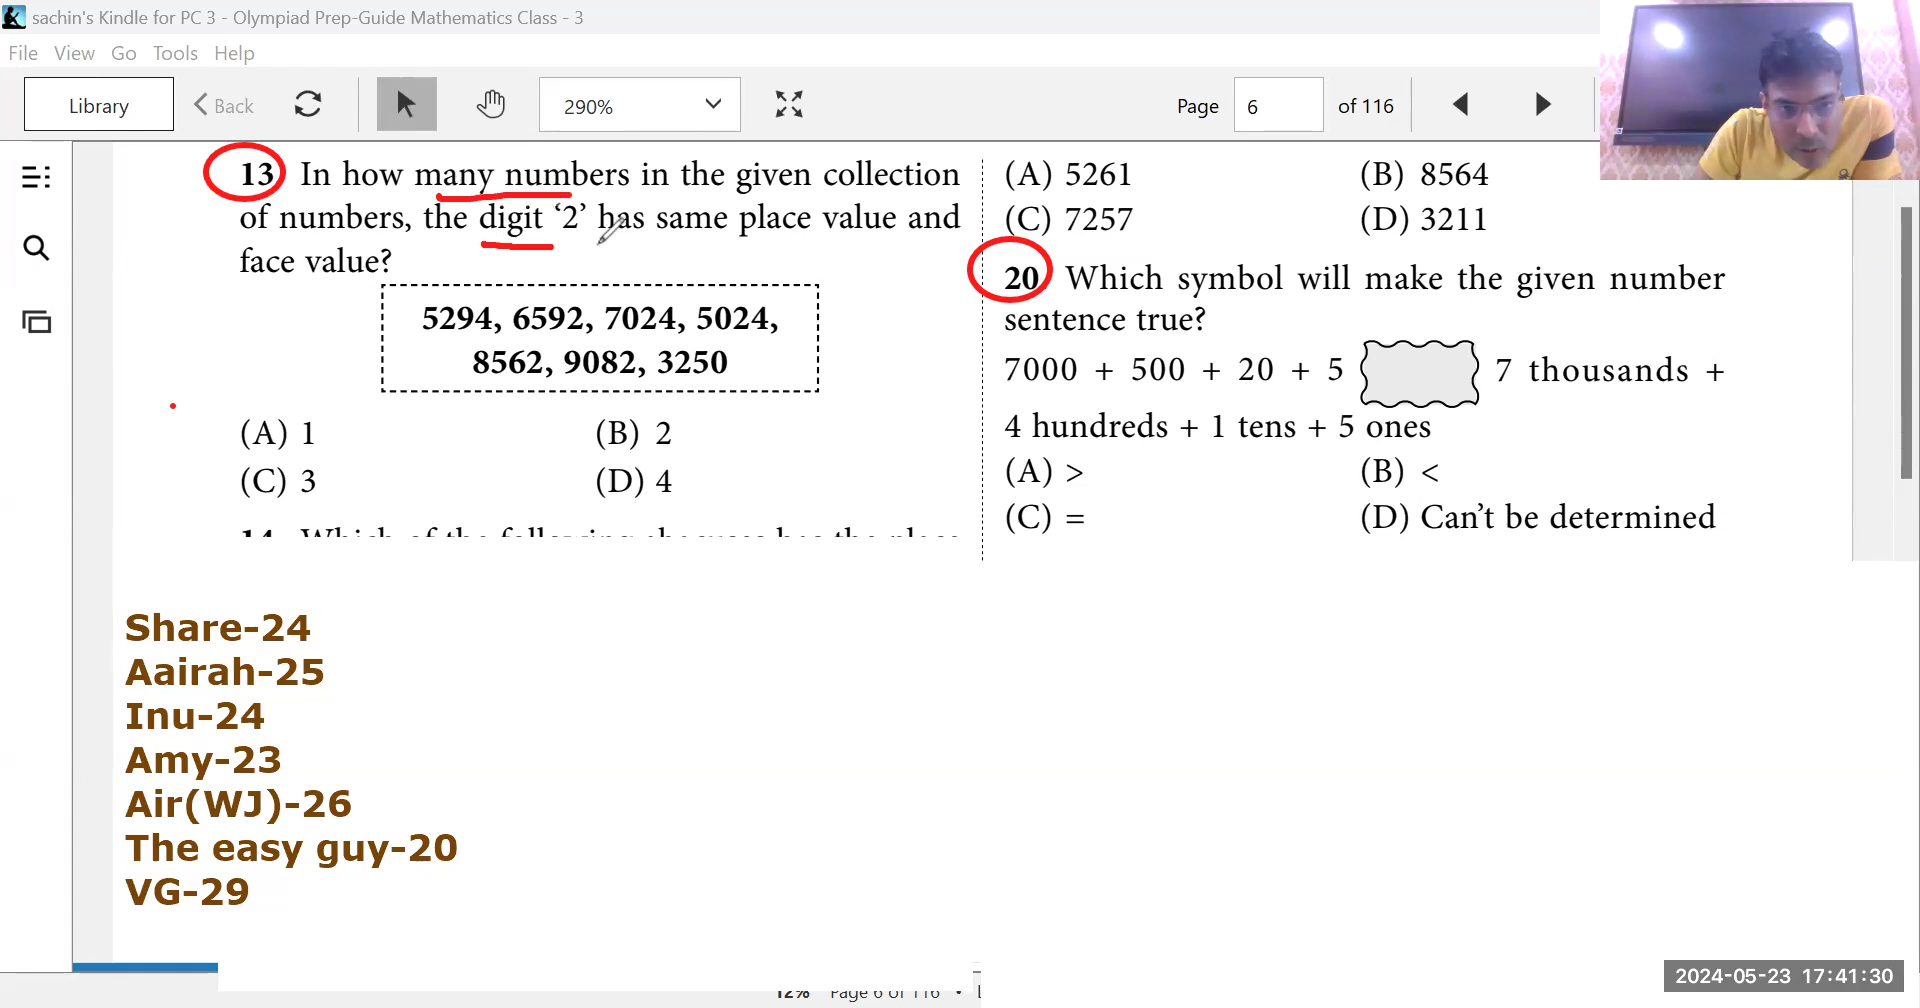 sachin's Kindle for PC 3 - Olympiad Prep-Guide Mathematics Class - 3
File View Go Tools Help
Library Back 290% Page 6 of 116
13 In how many numbers in the given collection
of numbers, the digit ‘2’ has same place value and
face value?
5294, 6592, 7024, 5024,
8562, 9082, 3250
(A) 1 (B) 2
(C) 3 (D) 4
(A) 5261 (B) 8564
(C) 7257 (D) 3211
20 Which symbol will make the given number
sentence true?
7000 + 500 + 20 + 5 7 thousands +
4 hundreds + 1 tens + 5 ones
(A) > (B) <
(C) = (D) Can’t be determined
Share-24
Aairah-25
Inu-24
Amy-23
Air(WJ)-26
The easy guy-20
VG-29
2024-05-23 17:41:30
12% Page 6 of 116 •